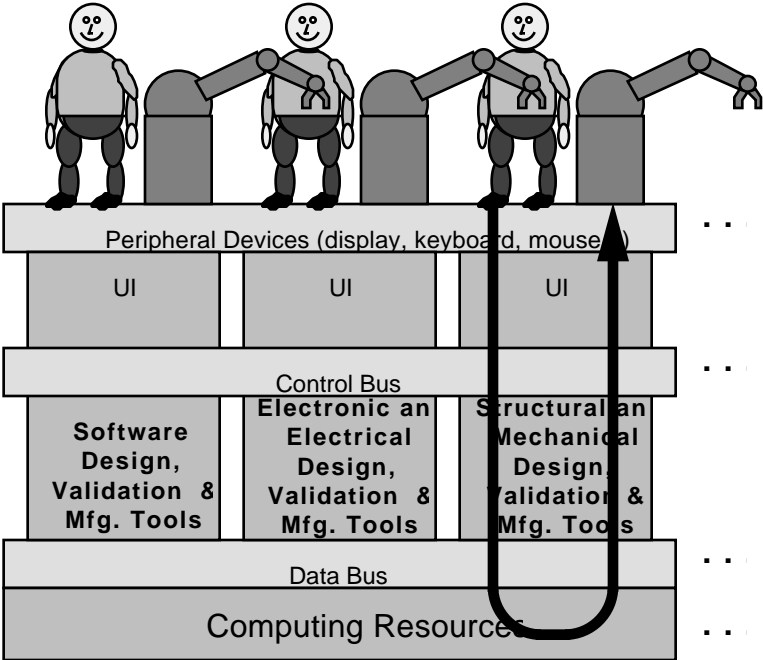 Peripheral Devices (display, keyboard, mouse )
UI
UI
UI
Control Bus
Software
Design,
Validation &
Mfg. Tools
Electronic an
Electrical
Design,
Validation &
Mfg. Tools
Structural an
Mechanical
Design,
Validation &
Mfg. Tools
Data Bus
Computing Resources
. . .
. . .
. . .
. . .